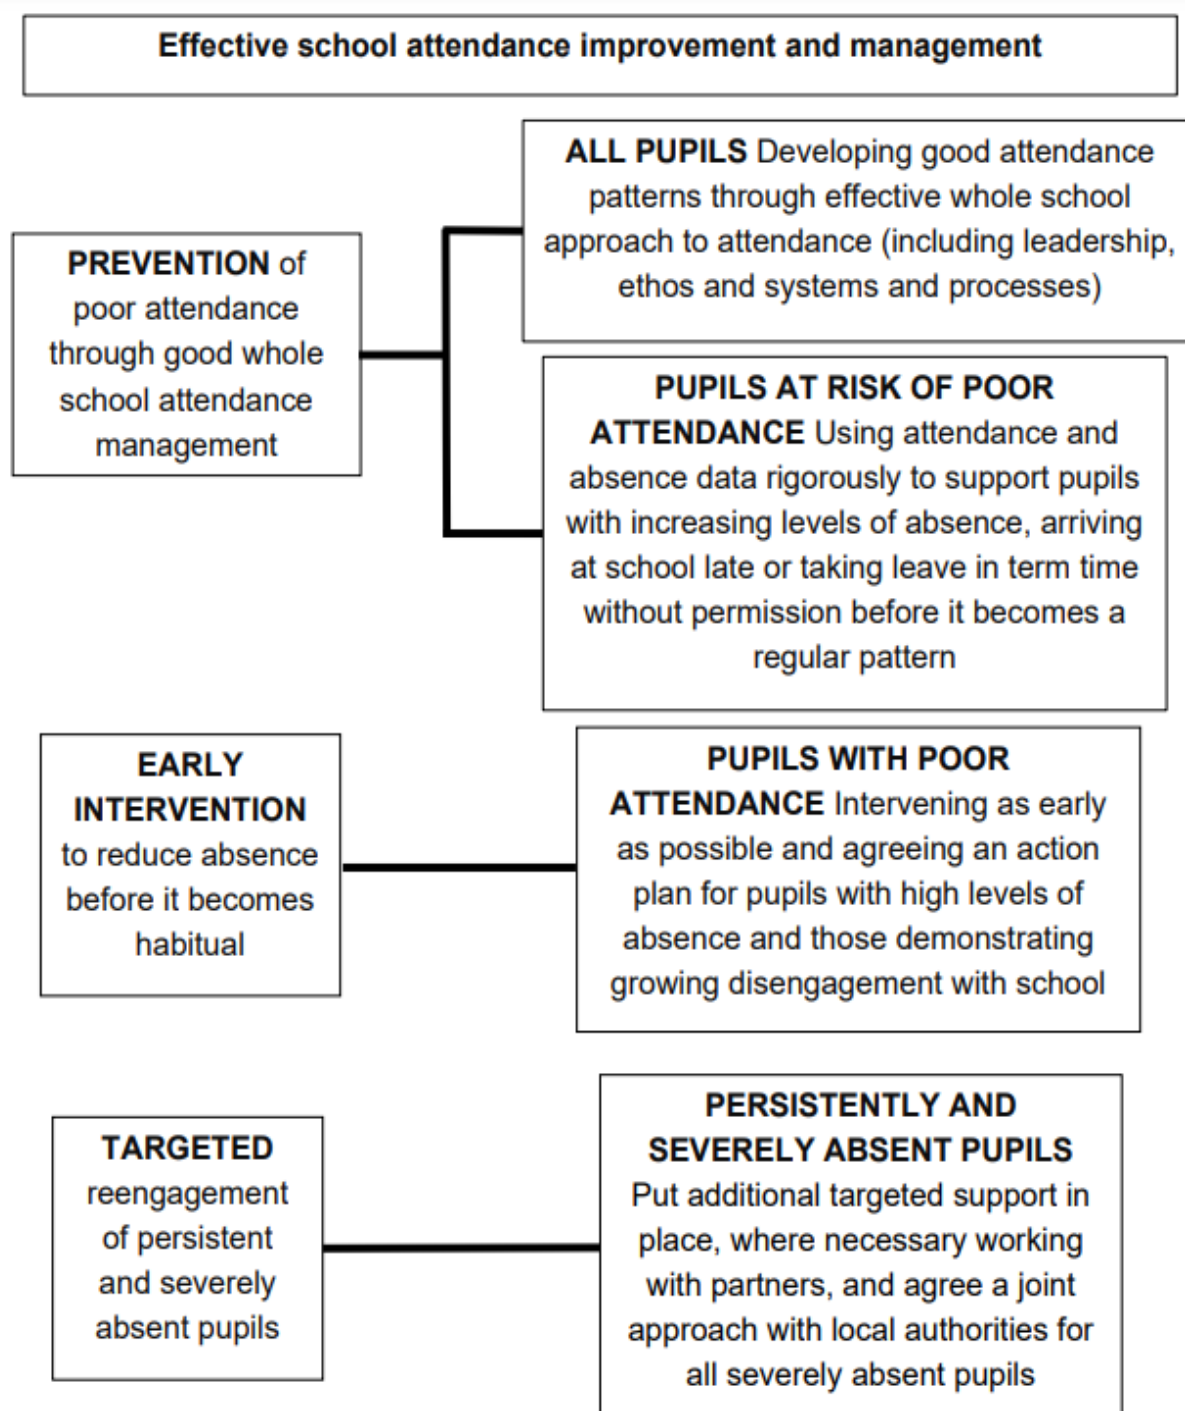 Effective school attendance improvement and management
PREVENTION of
poor attendance
through good whole
school attendance
management
ALL PUPILS Developing good attendance
patterns through effective whole school
approach to attendance (including leadership,
ethos and systems and processes)
PUPILS AT RISK OF POOR
ATTENDANCE Using attendance and
absence data rigorously to support pupils
with increasing levels of absence, arriving
at school late or taking leave in term time
without permission before it becomes a
regular pattern
EARLY
INTERVENTION
to reduce absence
before it becomes
habitual
PUPILS WITH POOR
ATTENDANCE Intervening as early
as possible and agreeing an action
plan for pupils with high levels of
absence and those demonstrating
growing disengagement with school
TARGETED
reengagement
of persistent
and severely
absent pupils
PERSISTENTLY AND
SEVERELY ABSENT PUPILS
Put additional targeted support in
place, where necessary working
with partners, and agree a joint
approach with local authorities for
all severely absent pupils